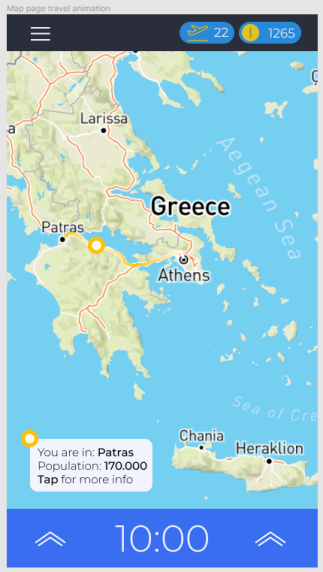 Map page travel animation
22
1265
a
Larissa
Aegean Sea
Greece
Patras
Athens
Sea of Cre
Chania
Heraklion
You are in: Patras
Population: 170.000
Tap for more info
10:00